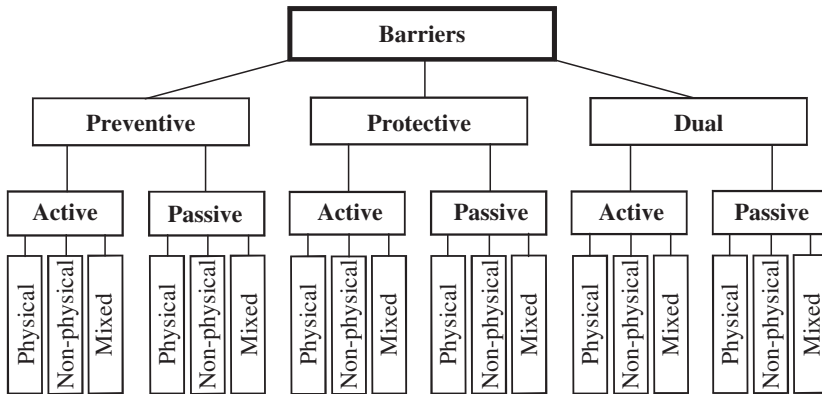 Barriers
Preventive
Protective
Dual
Active
Passive
Active
Passive
Active
Passive
Physical
Non-physical
Mixed
Physical
Non-physical
Mixed
Physical
Non-physical
Mixed
Physical
Non-physical
Mixed
Physical
Non-physical
Mixed
Physical
Non-physical
Mixed